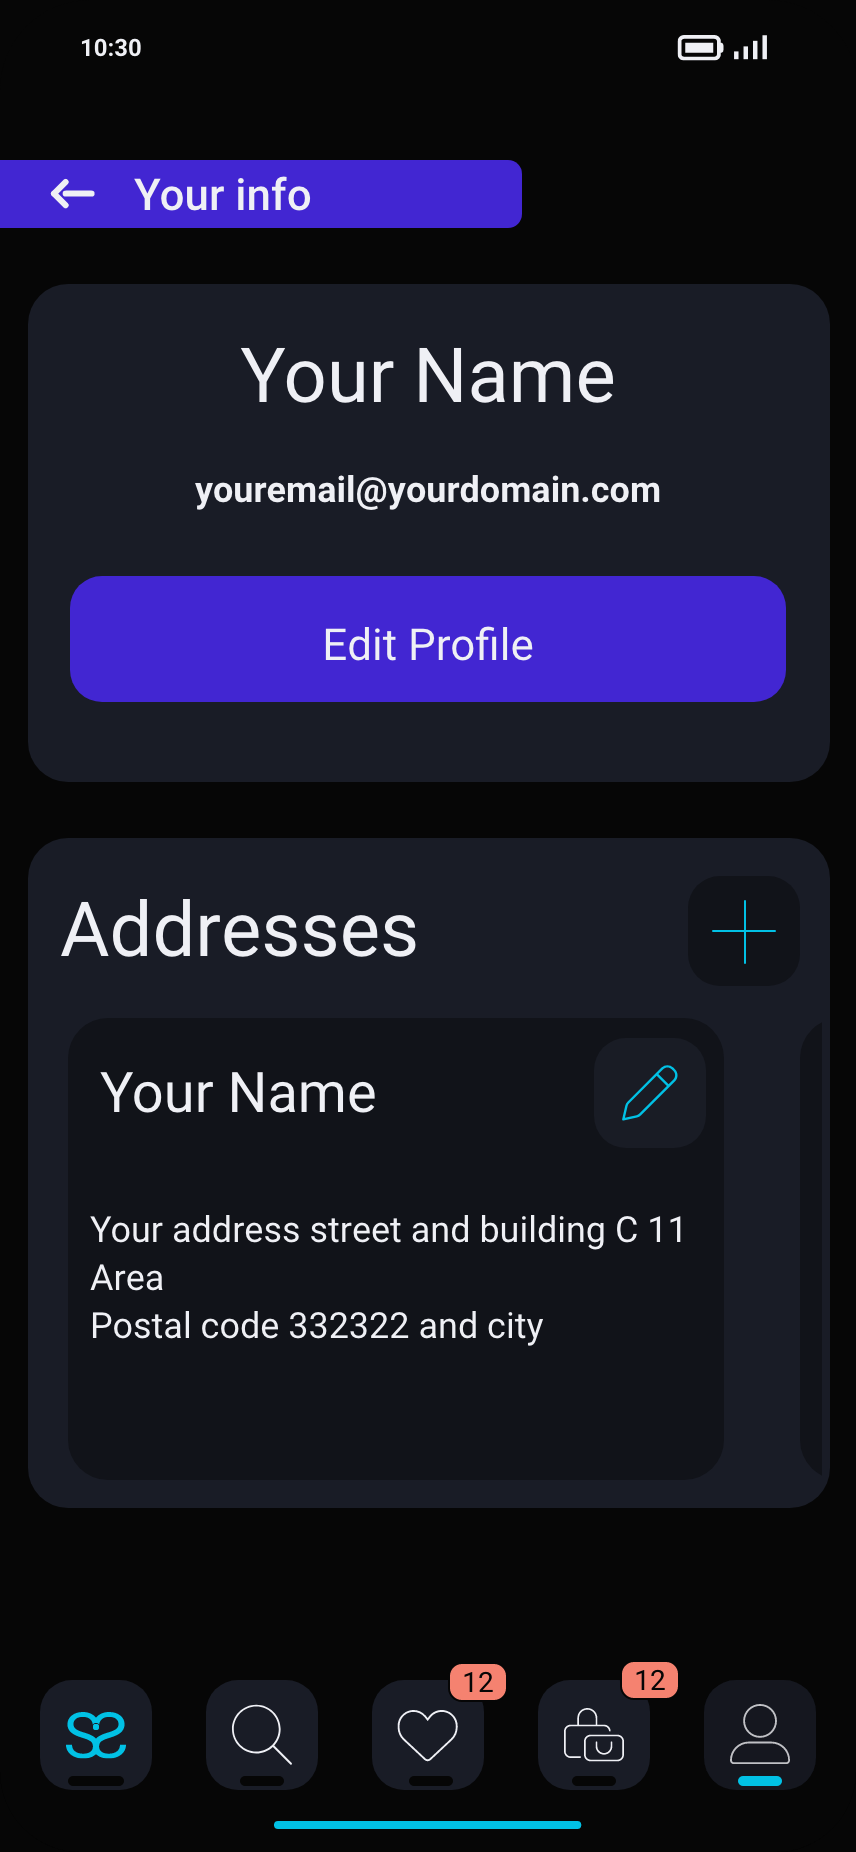 10:30
Your info
Your Name
youremail@yourdomain.com
Edit Profile
Addresses
Your Name
Your address street and building C 11
Area
Postal code 332322 and city
12
12